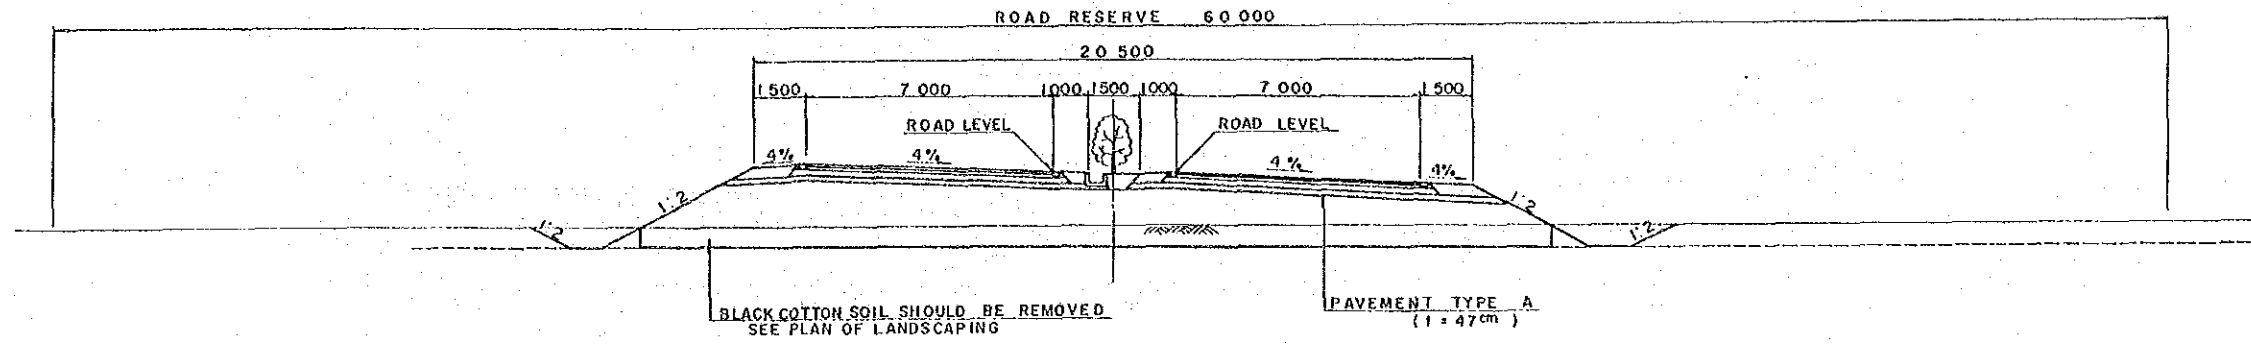 ROAD RESERVE 60 000
20 500
1 500 7 000 1000 1500 1000 7 000 1 500
ROAD LEVEL ROAD LEVEL
4% 4% 4% 4%
1:2 1:2 1:2 1:2
BLACK COTTON SOIL SHOULD BE REMOVED
SEE PLAN OF LANDSCAPING
PAVEMENT TYPE A
(t = 47cm)